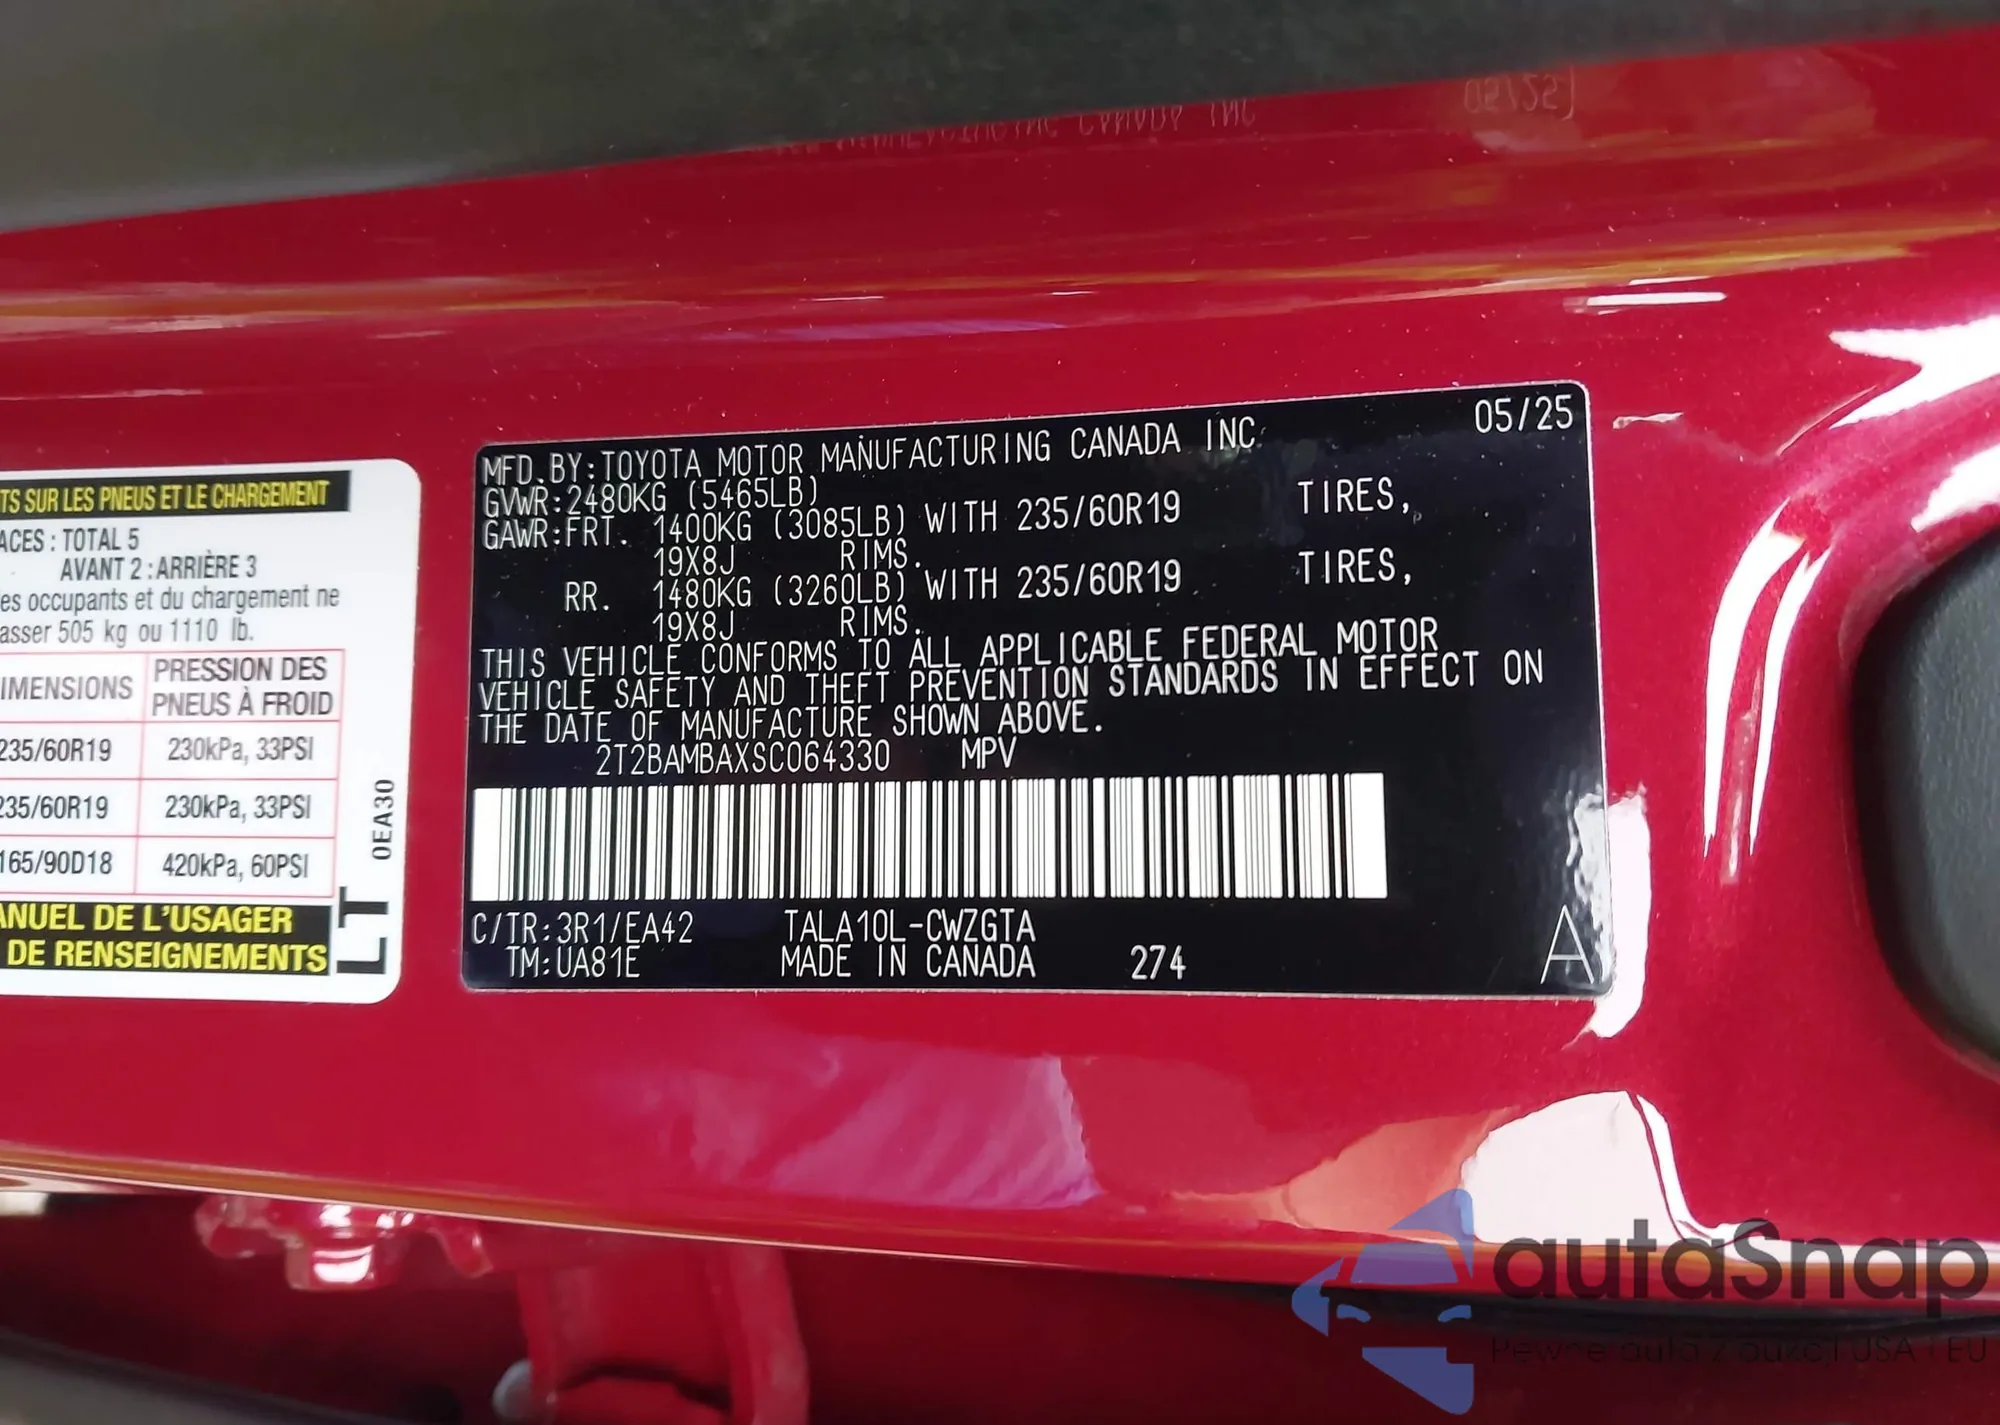 TS SUR LES PNEUS ET LE CHARGEMENT
ACES : TOTAL 5
AVANT 2 : ARRIÈRE 3
es occupants et du chargement ne
asser 505 kg ou 1110 lb.
IMENSIONS PRESSION DES PNEUS À FROID
235/60R19 230kPa, 33PSI
235/60R19 230kPa, 33PSI
165/90D18 420kPa, 60PSI
ANUEL DE L'USAGER
DE RENSEIGNEMENTS
0EA30
LT
05/25
MFD. BY:TOYOTA MOTOR MANUFACTURING CANADA INC.
GVWR:2480KG (5465LB)
GAWR:FRT. 1400KG (3085LB) WITH 235/60R19 TIRES,
19X8J RIMS.
RR. 1480KG (3260LB) WITH 235/60R19 TIRES,
19X8J RIMS.
THIS VEHICLE CONFORMS TO ALL APPLICABLE FEDERAL MOTOR
VEHICLE SAFETY AND THEFT PREVENTION STANDARDS IN EFFECT ON
THE DATE OF MANUFACTURE SHOWN ABOVE.
2T2BAMBAXSC064330 MPV
C/TR:3R1/EA42 TALA10L-CWZGTA
TM:UA81E MADE IN CANADA 274
A
autaSnap
Pewne auta z aukcji USA i EU